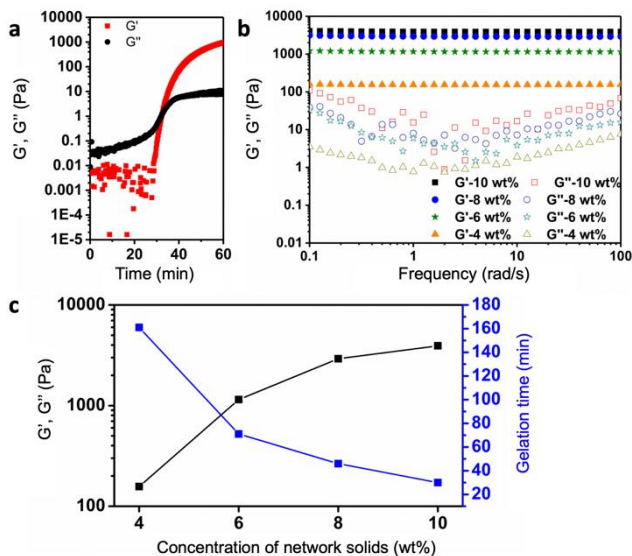 a
G'
G''
G', G'' (Pa)
10000
1000
100
10
1
0.1
0.01
0.001
1E-4
1E-5
0 20 40 60
Time (min)
b
G', G'' (Pa)
10000
1000
100
10
1
0.1
0.01
G'-10 wt% G''-10 wt%
G'-8 wt% G''-8 wt%
G'-6 wt% G''-6 wt%
G'-4 wt% G''-4 wt%
0.1 1 10 100
Frequency (rad/s)
c
G', G'' (Pa)
10000
1000
100
180
160
140
120
100
80
60
40
20
Gelation time (min)
4 6 8 10
Concentration of network solids (wt%)